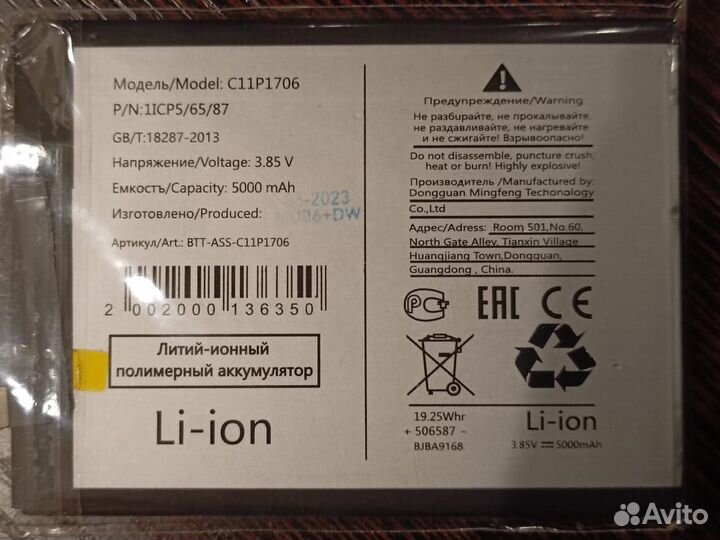 Модель/Model: C11P1706
P/N:1ICP5/65/87
GB/T:18287-2013
Напряжение/Voltage: 3.85 V
Емкость/Capacity: 5000 mAh
-2023
Изготовлено/Produced: 06+DW
Артикул/Art.: BTT-ASS-C11P1706
2 002000 136350
Литий-ионный
полимерный аккумулятор
Li-ion
Предупреждение/Warning
Не разбирайте, не прокалывайте,
не раздавливайте, не нагревайте
и не сжигайте! Взрывоопасно!
Do not disassemble, puncture crush,
heat or burn! Highly explosive!
Производитель /Manufactured by:
Dongguan Mingfeng Techonology
Co.,Ltd
Адрес/Adress: Room 501,No.60,
North Gate Alley, Tianxin Village
Huangjiang Town,Dongguan,
Guangdong , China.
РСТ EAC CE
19.25Whr
+ 506587 -
BJBA9168
Li-ion
3.85V 5000mAh
Avito